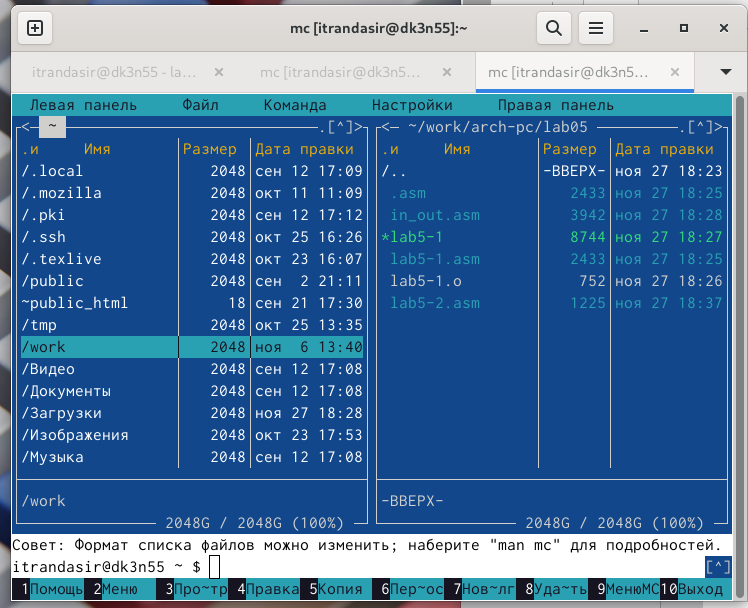 mc [itrandasir@dk3n55]:~
itrandasir@dk3n55 - la... mc [itrandasir@dk3n5... mc [itrandasir@dk3n5...
Левая панель Файл Команда Настройки Правая панель
<─ ~ .[^]> <─ ~/work/arch-pc/lab05 .[^]>
.и Имя Размер Дата правки .и Имя Размер Дата правки
/.local 2048 сен 12 17:09 /.. -ВВЕРХ- ноя 27 18:23
/.mozilla 2048 окт 11 11:09 .asm 2433 ноя 27 18:25
/.pki 2048 сен 12 17:12 in_out.asm 3942 ноя 27 18:28
/.ssh 2048 окт 25 16:26 *lab5-1 8744 ноя 27 18:27
/.texlive 2048 окт 23 16:07 lab5-1.asm 2433 ноя 27 18:25
/public 2048 сен 2 21:11 lab5-1.o 752 ноя 27 18:26
~public_html 18 сен 21 17:30 lab5-2.asm 1225 ноя 27 18:37
/tmp 2048 окт 25 13:35
/work 2048 ноя 6 13:40
/Видео 2048 сен 12 17:08
/Документы 2048 сен 12 17:08
/Загрузки 2048 ноя 27 18:28
/Изображения 2048 окт 23 17:53
/Музыка 2048 сен 12 17:08
/work -ВВЕРХ-
2048G / 2048G (100%) 2048G / 2048G (100%)
Совет: Формат списка файлов можно изменить; наберите "man mc" для подробностей.
itrandasir@dk3n55 ~ $ [^]
1Помощь 2Меню 3Про~тр 4Правка 5Копия 6Пер~ос 7Нов~лг 8Уда~ть 9МенюМС 10Выход